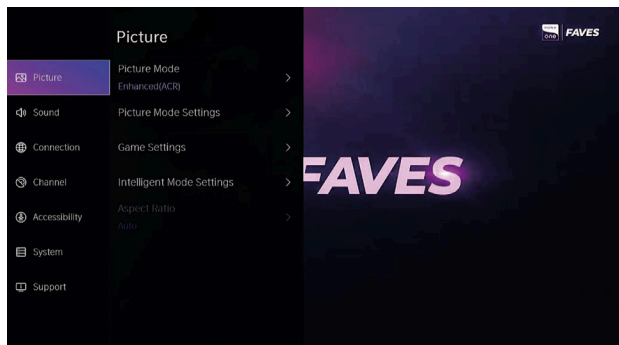 Picture
one | FAVES
Picture
Picture Mode
Enhanced(ACR)
Sound
Picture Mode Settings
Connection
Game Settings
FAVES
Channel
Intelligent Mode Settings
Accessibility
Aspect Ratio
Auto
System
Support